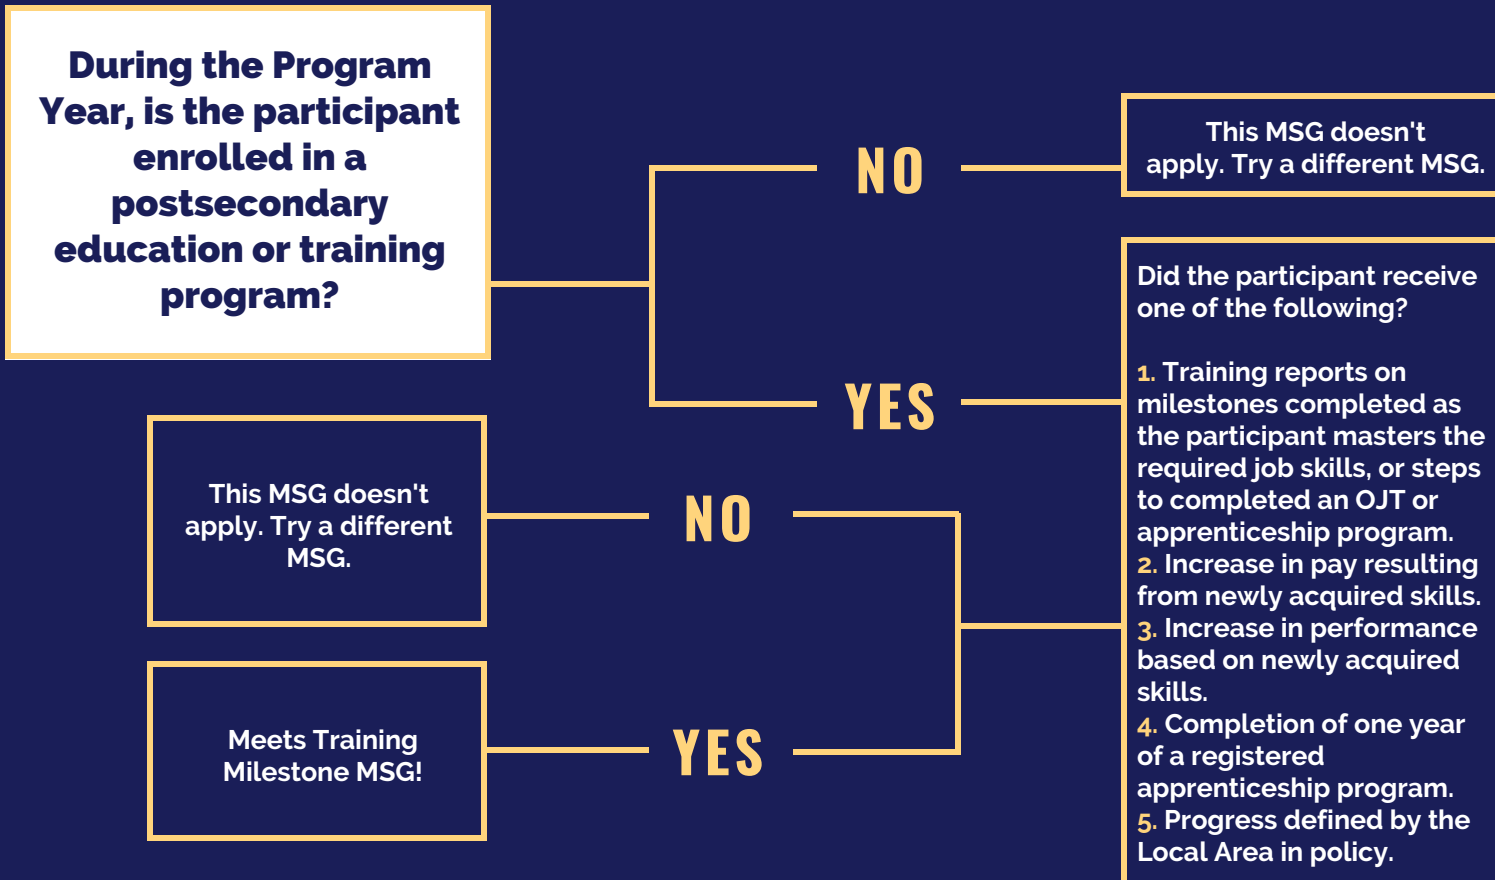 During the Program
Year, is the participant
enrolled in a
postsecondary
education or training
program?
NO
This MSG doesn't
apply. Try a different MSG.
YES
Did the participant receive
one of the following?
1. Training reports on
milestones completed as
the participant masters the
required job skills, or steps
to completed an OJT or
apprenticeship program.
2. Increase in pay resulting
from newly acquired skills.
3. Increase in performance
based on newly acquired
skills.
4. Completion of one year
of a registered
apprenticeship program.
5. Progress defined by the
Local Area in policy.
NO
This MSG doesn't
apply. Try a different
MSG.
YES
Meets Training
Milestone MSG!